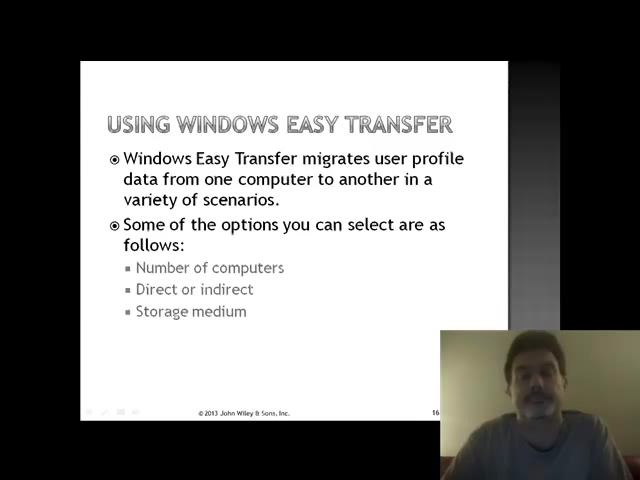 USING WINDOWS EASY TRANSFER
Windows Easy Transfer migrates user profile
data from one computer to another in a
variety of scenarios.
Some of the options you can select are as
follows:
Number of computers
Direct or indirect
Storage medium
© 2013 John Wiley & Sons, Inc.
16